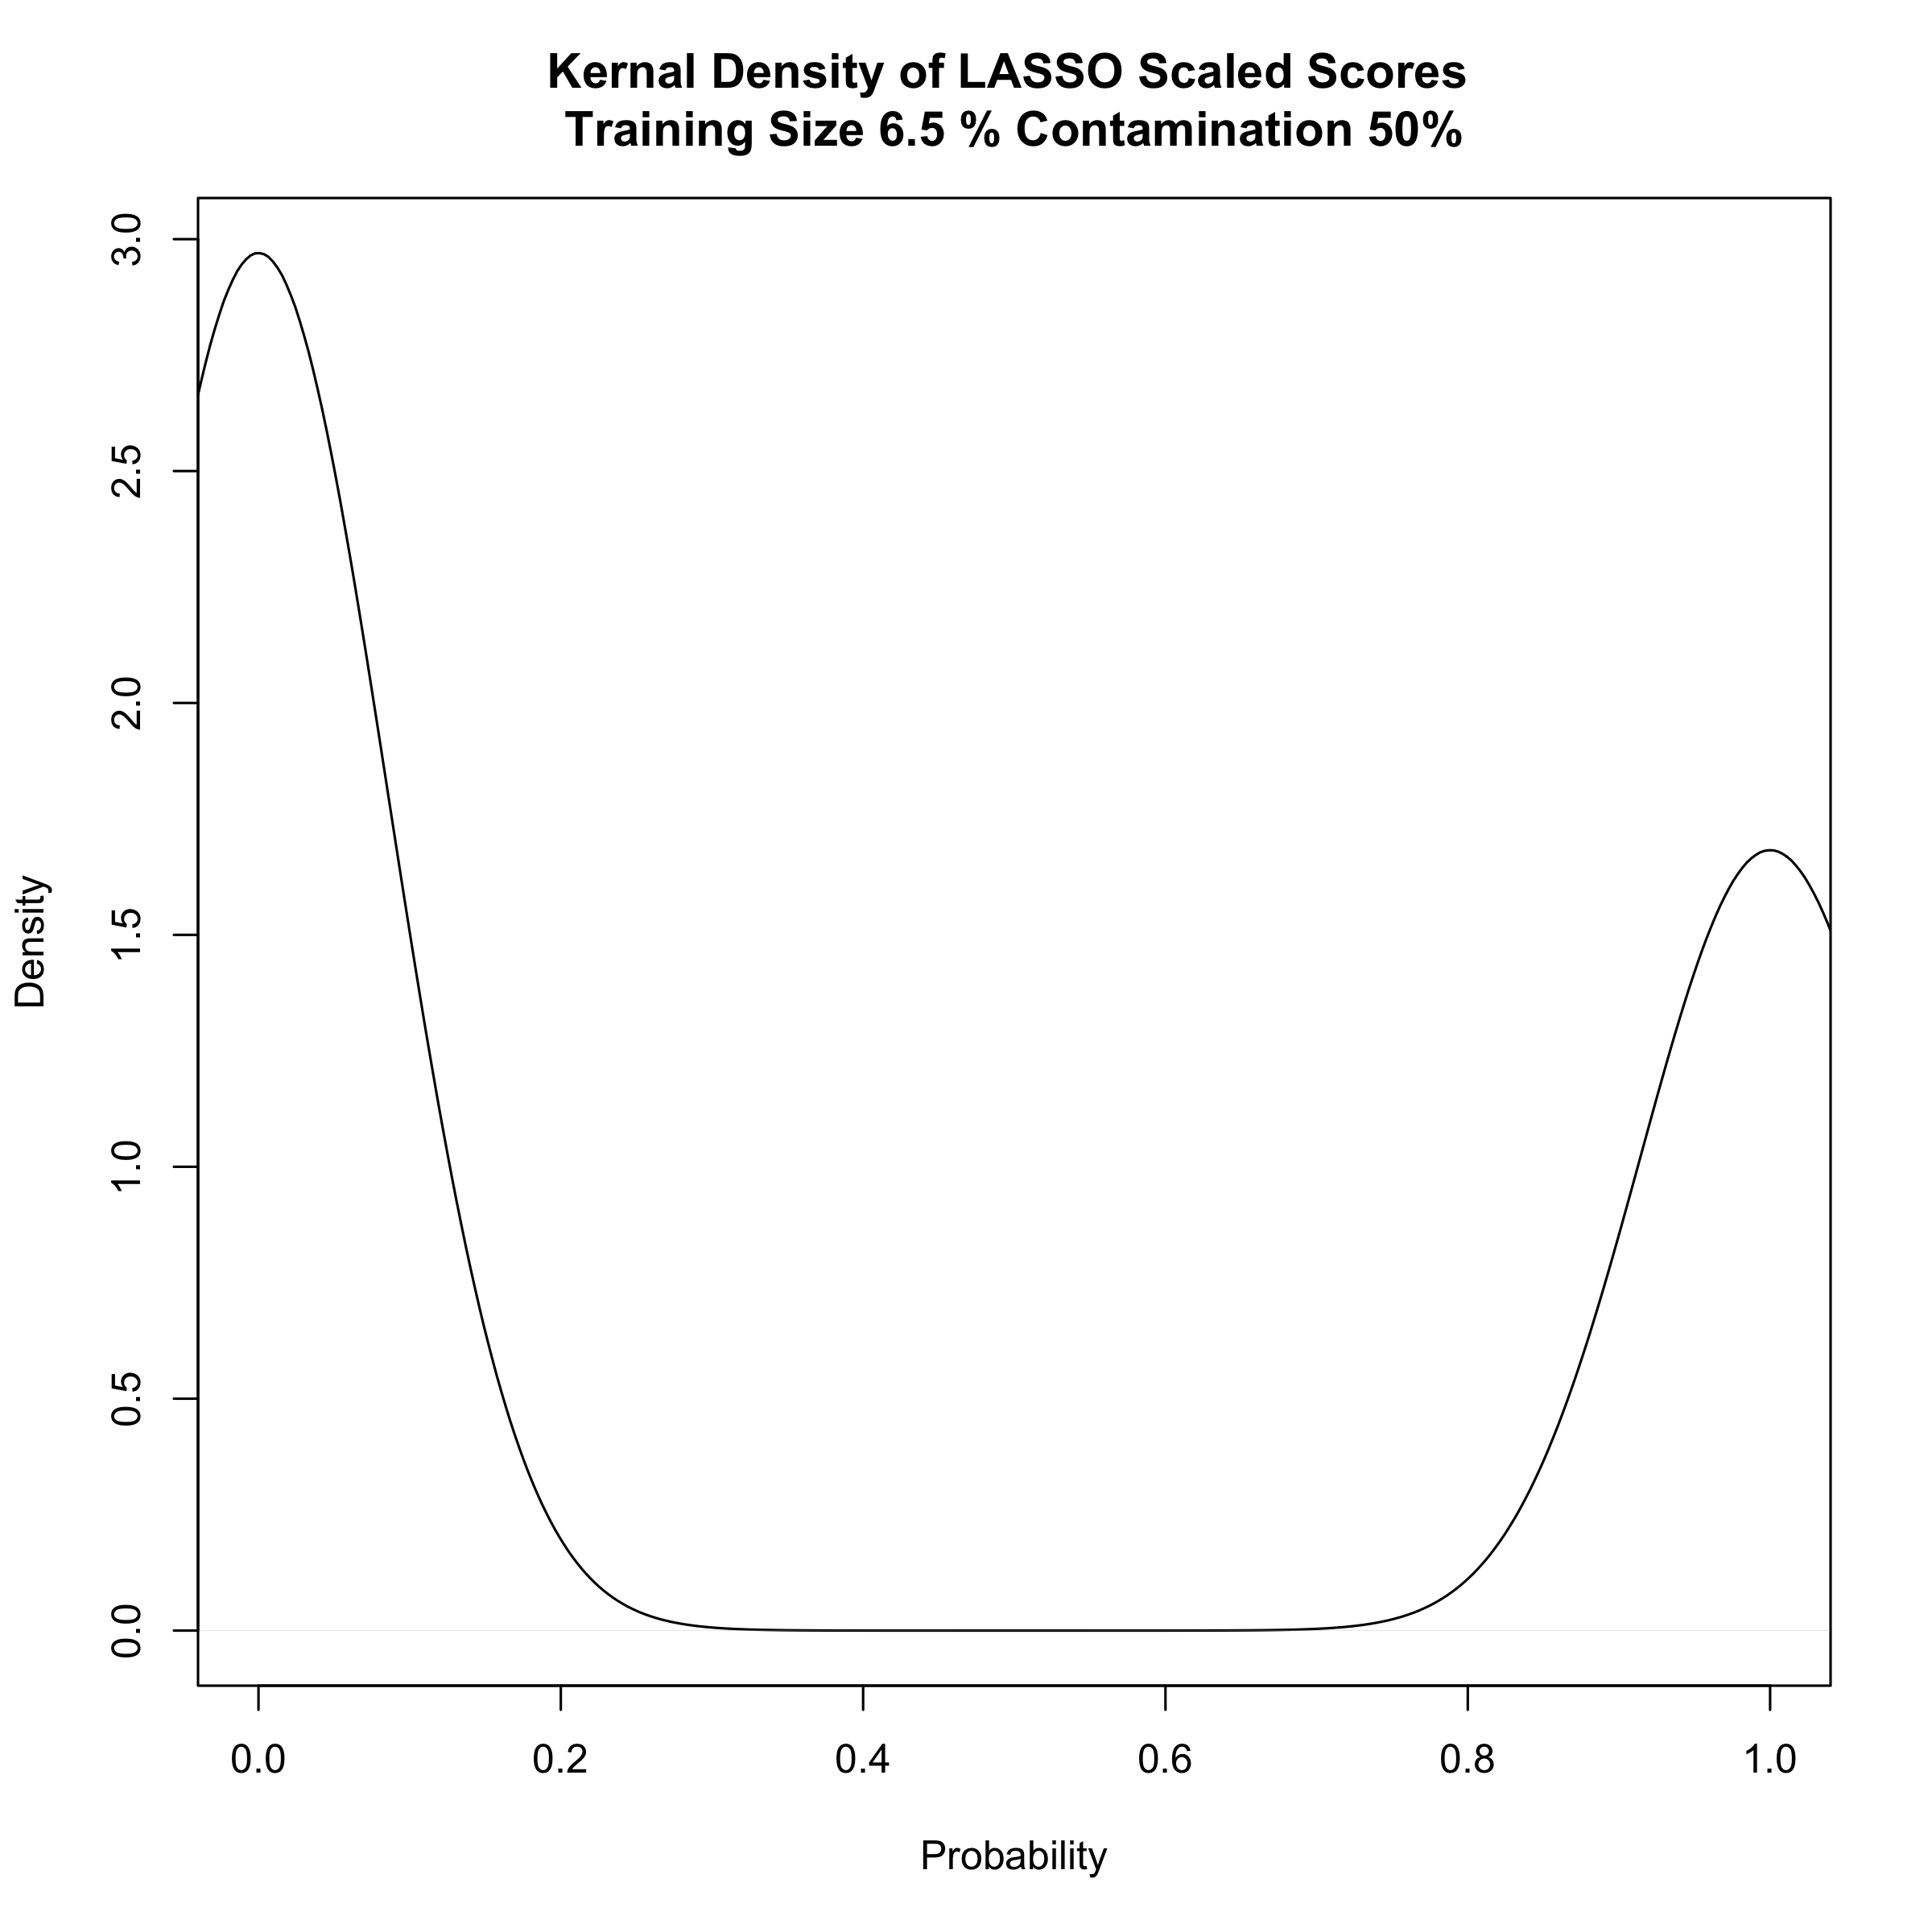 Kernal Density of LASSO Scaled Scores
Training Size 6.5 % Contamination 50%
3.0
2.5
2.0
1.5
1.0
0.5
0.0
Density
0.0 0.2 0.4 0.6 0.8 1.0
Probability